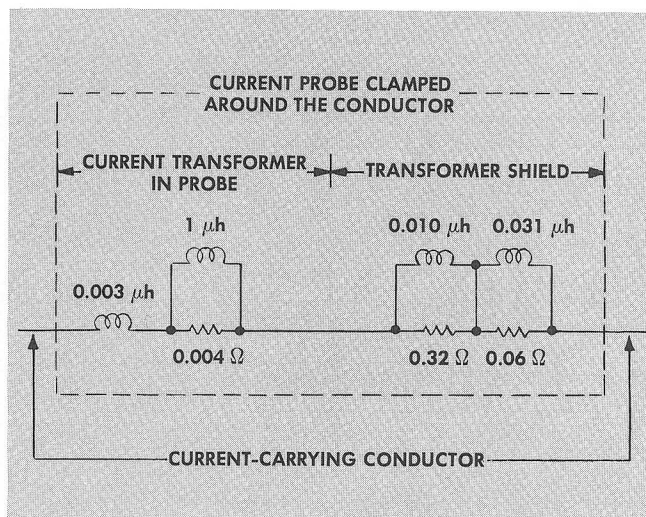 CURRENT PROBE CLAMPED
AROUND THE CONDUCTOR
CURRENT TRANSFORMER
IN PROBE
TRANSFORMER SHIELD
1 μh
0.010 μh
0.031 μh
0.003 μh
0.004 Ω
0.32 Ω
0.06 Ω
CURRENT-CARRYING CONDUCTOR